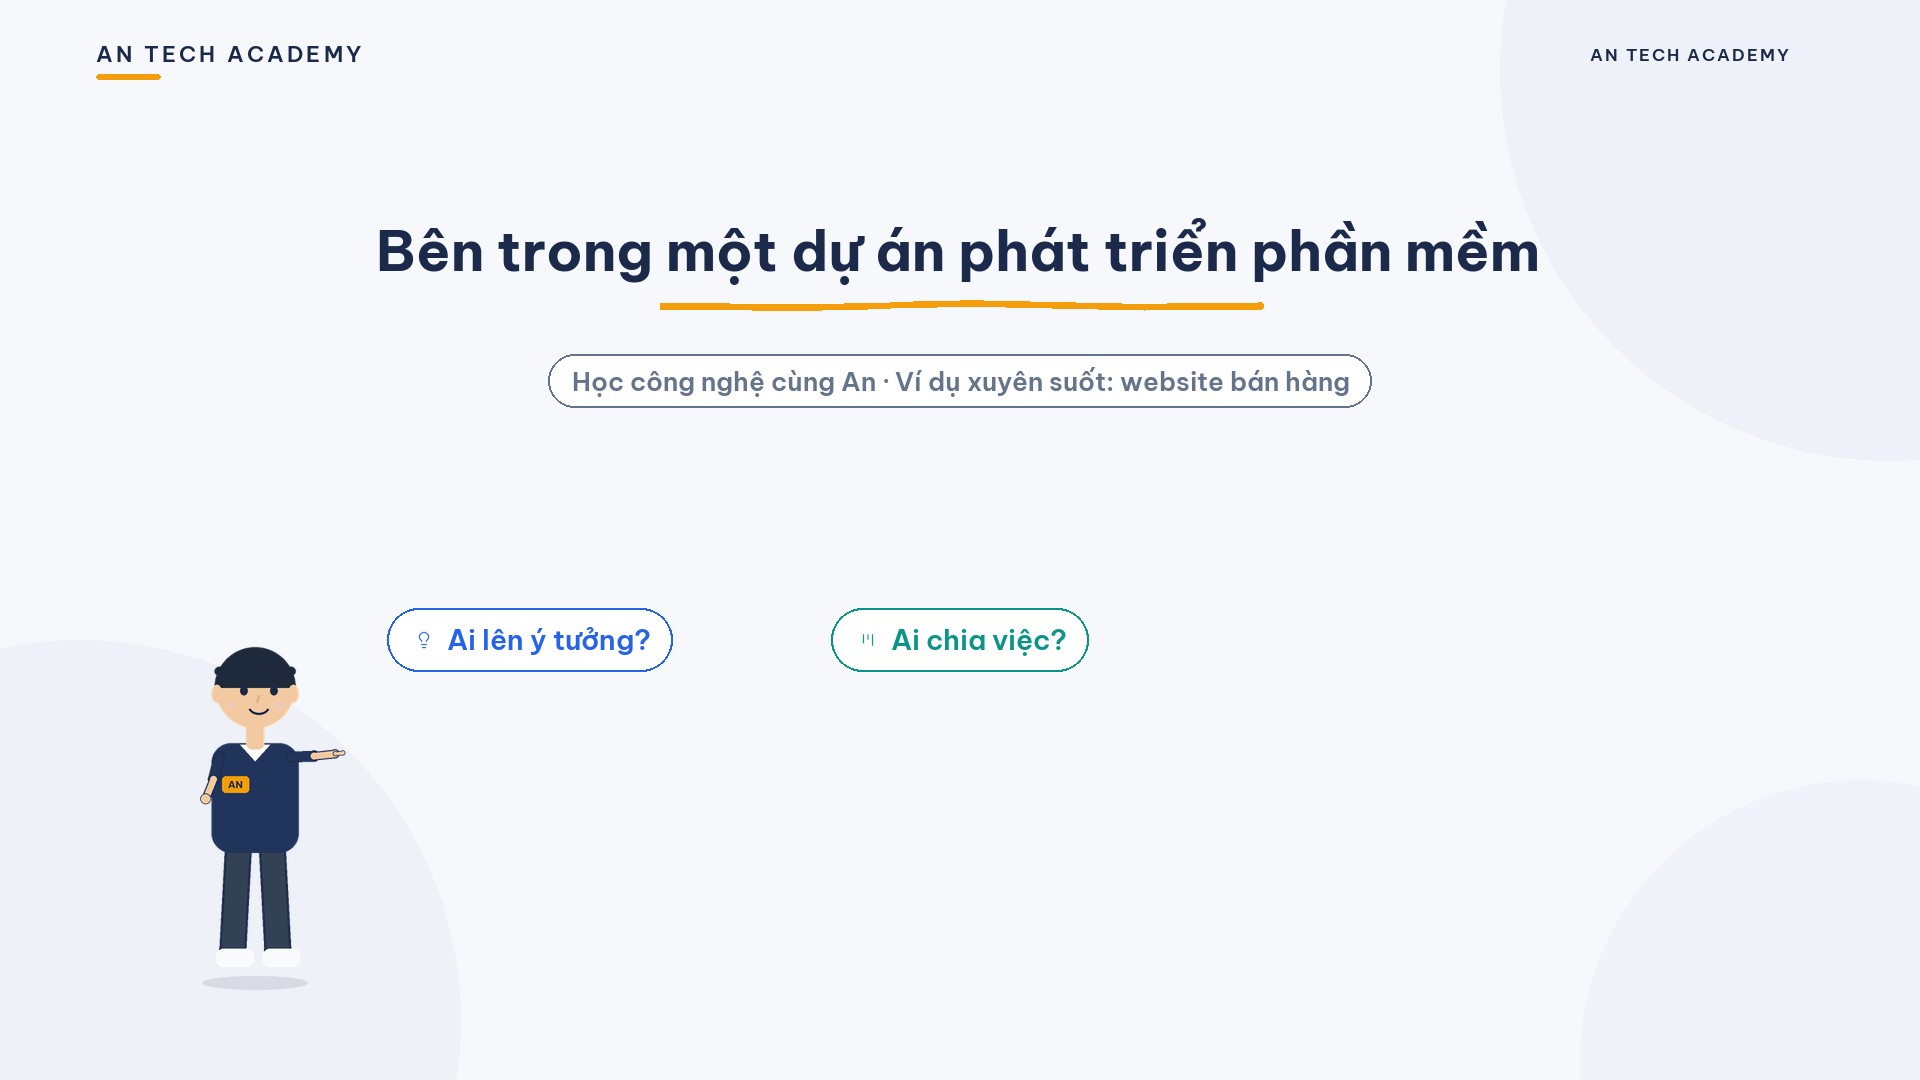 AN TECH ACADEMY
AN TECH ACADEMY
Bên trong một dự án phát triển phần mềm
Học công nghệ cùng An · Ví dụ xuyên suốt: website bán hàng
Ai lên ý tưởng?
Ai chia việc?
AN